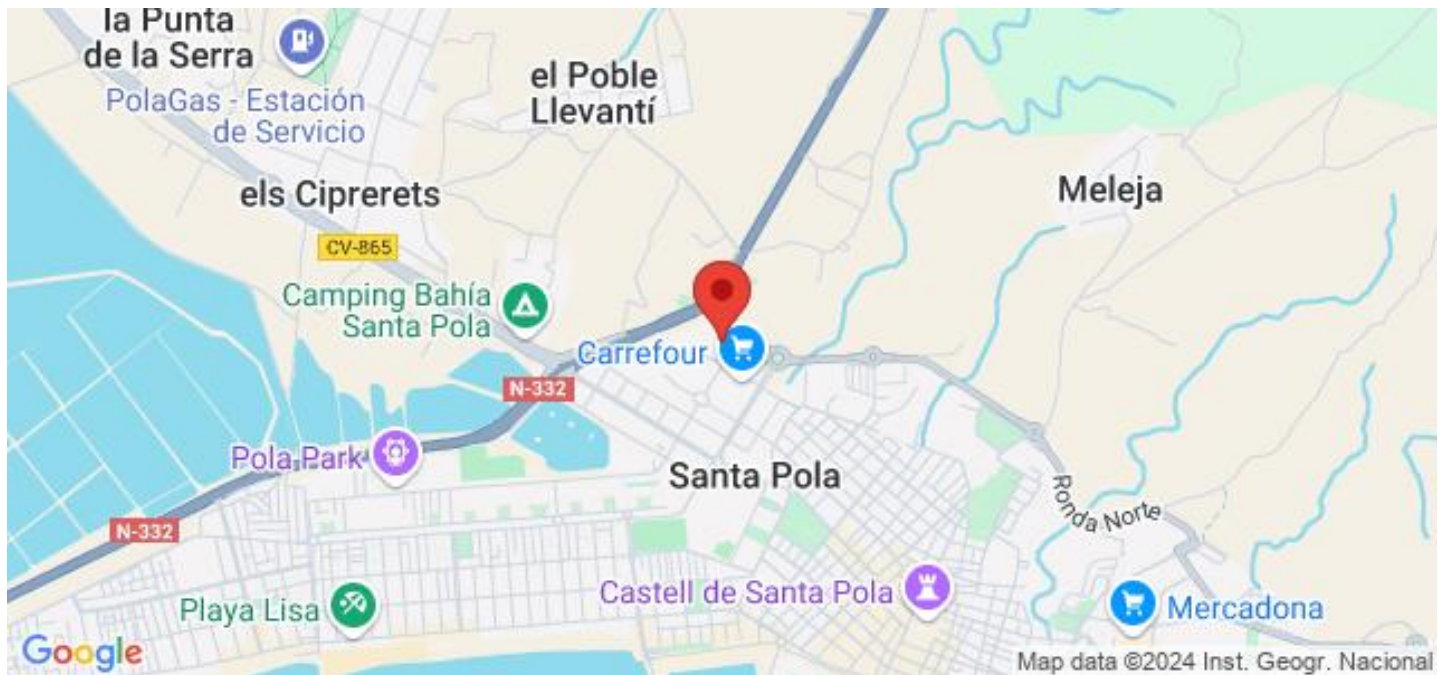 la Punta
de la Serra
PolaGas - Estación
de Servicio
el Poble
Llevantí
els Ciprerets
Meleja
CV-865
Camping Bahía
Santa Pola
Carrefour
N-332
Pola Park
Santa Pola
N-332
Ronda Norte
Castell de Santa Pola
Playa Lisa
Mercadona
Google
Map data ©2024 Inst. Geogr. Nacional